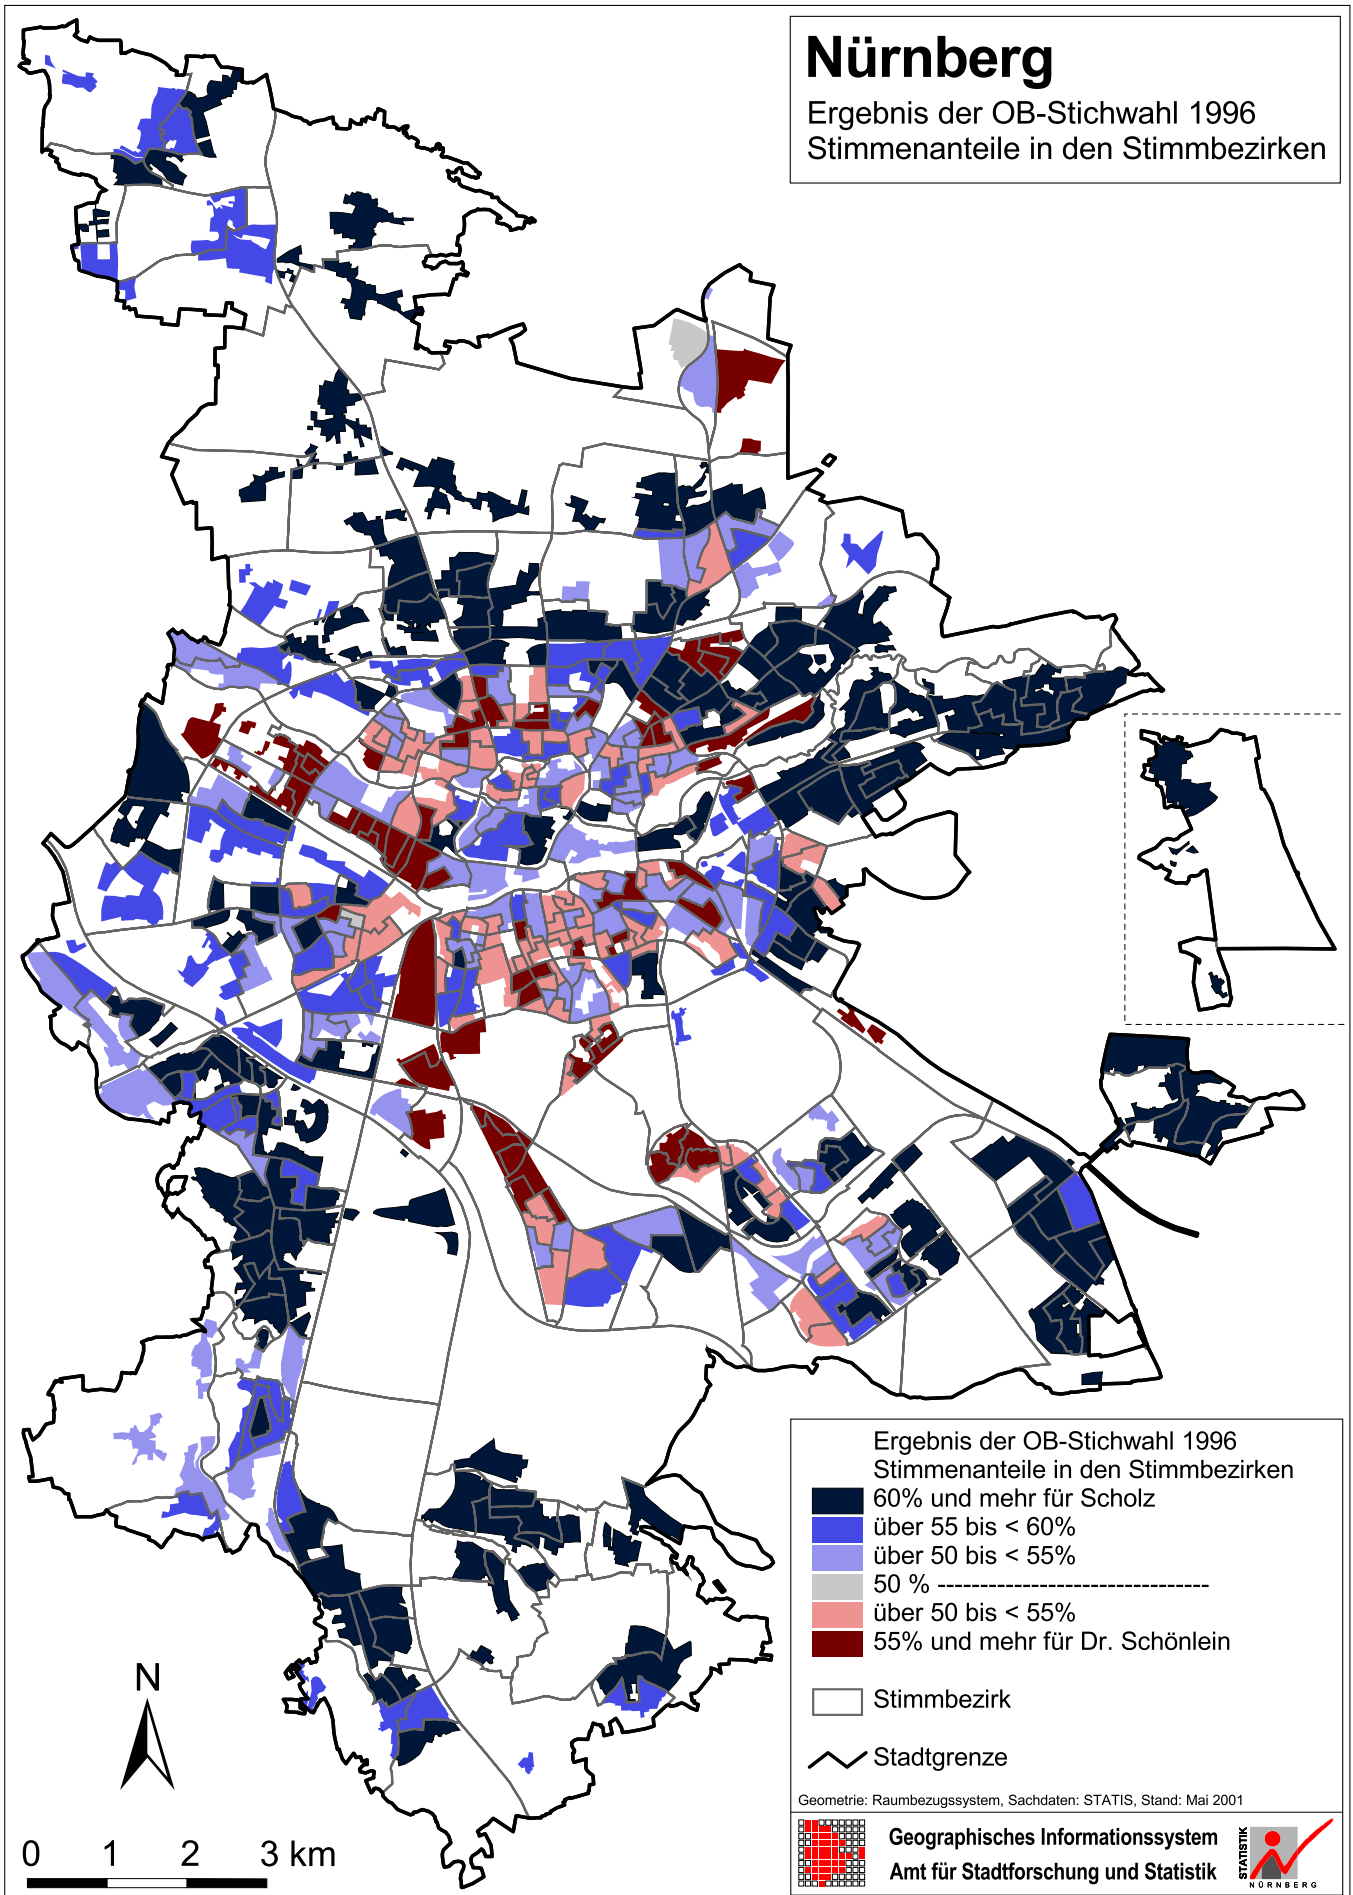 Nürnberg
Ergebnis der OB-Stichwahl 1996
Stimmenanteile in den Stimmbezirken
Ergebnis der OB-Stichwahl 1996
Stimmenanteile in den Stimmbezirken
60% und mehr für Scholz
über 55 bis < 60%
über 50 bis < 55%
50 % --------------------------------
über 50 bis < 55%
55% und mehr für Dr. Schönlein
Stimmbezirk
Stadtgrenze
Geometrie: Raumbezugssystem, Sachdaten: STATIS, Stand: Mai 2001
Geographisches Informationssystem
Amt für Stadtforschung und Statistik
STATISTIK
NÜRNBERG
N
0 1 2 3 km